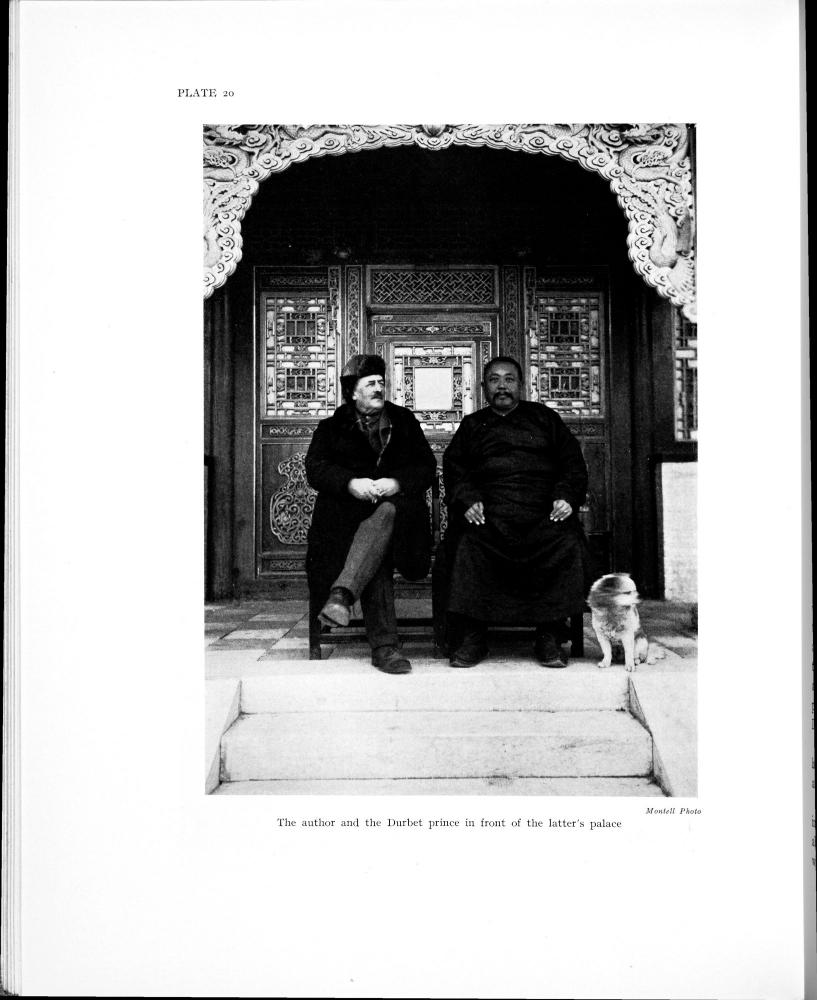 PLATE 20
Montell Photo
The author and the Durbet prince in front of the latter's palace